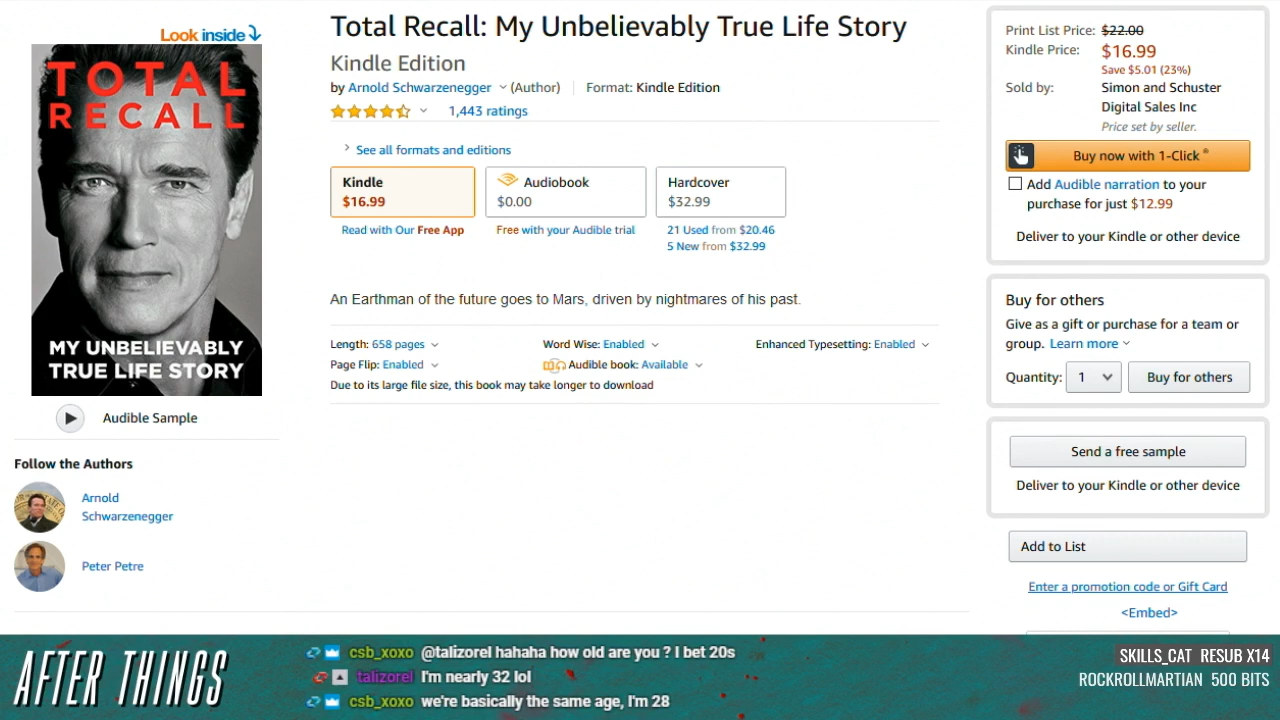 Look inside
TOTAL
RECALL
MY UNBELIEVABLY
TRUE LIFE STORY
Audible Sample
Follow the Authors
Arnold
Schwarzenegger
Peter Petre
Total Recall: My Unbelievably True Life Story
Kindle Edition
by Arnold Schwarzenegger (Author) Format: Kindle Edition
1,443 ratings
See all formats and editions
Kindle
$16.99
Read with Our Free App
Audiobook
$0.00
Free with your Audible trial
Hardcover
$32.99
21 Used from $20.46
5 New from $32.99
An Earthman of the future goes to Mars, driven by nightmares of his past.
Length: 658 pages Word Wise: Enabled Enhanced Typesetting: Enabled
Page Flip: Enabled Audible book: Available
Due to its large file size, this book may take longer to download
Print List Price: $22.00
Kindle Price: $16.99
Save $5.01 (23%)
Sold by: Simon and Schuster
Digital Sales Inc
Price set by seller.
Buy now with 1-Click ®
Add Audible narration to your
purchase for just $12.99
Deliver to your Kindle or other device
Buy for others
Give as a gift or purchase for a team or
group. Learn more
Quantity: 1 Buy for others
Send a free sample
Deliver to your Kindle or other device
Add to List
Enter a promotion code or Gift Card
<Embed>
AFTER THINGS
csb_xoxo @talizorel hahaha how old are you ? I bet 20s
talizorel I'm nearly 32 lol
csb_xoxo we're basically the same age, I'm 28
SKILLS_CAT RESUB X14
ROCKROLLMARTIAN 500 BITS